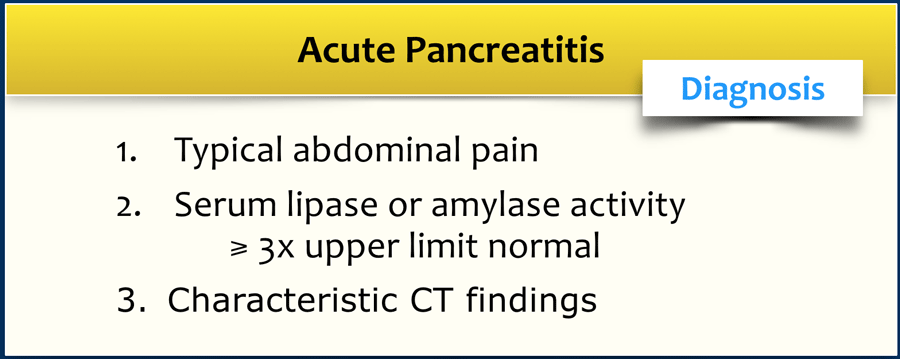 Acute Pancreatitis
Diagnosis
1. Typical abdominal pain
2. Serum lipase or amylase activity
≥ 3x upper limit normal
3. Characteristic CT findings